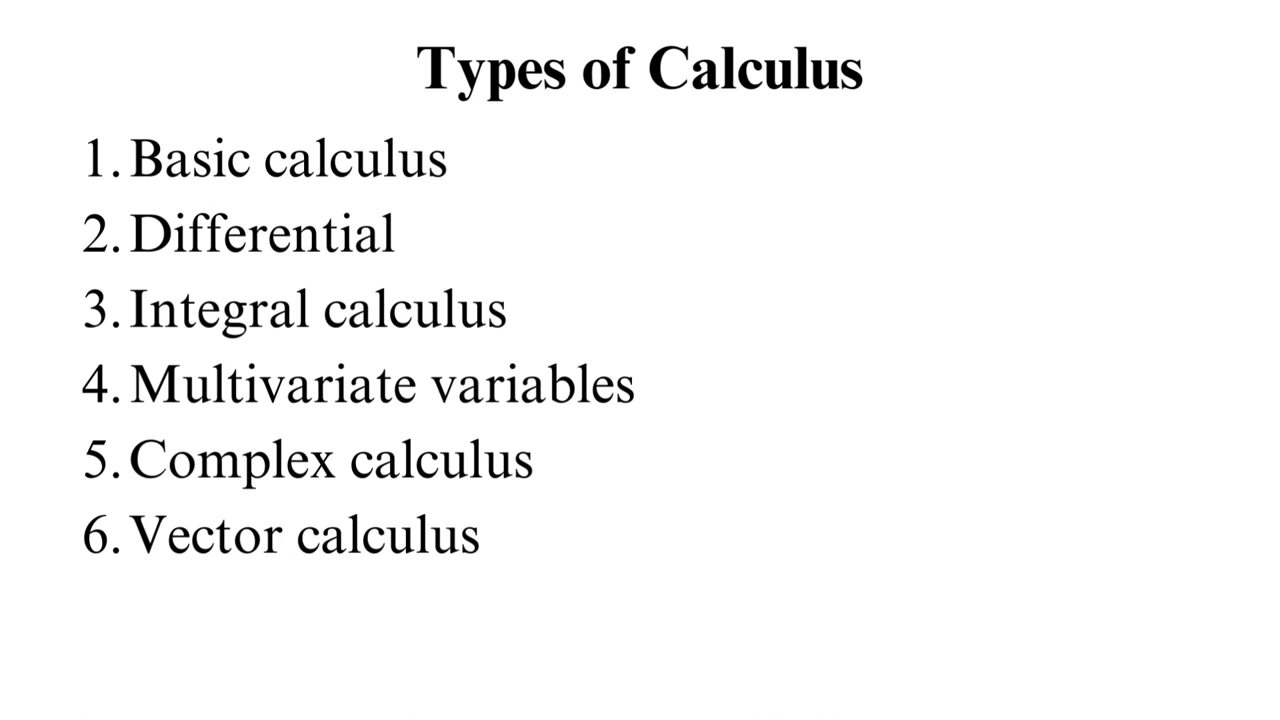 Types of Calculus
1. Basic calculus
2. Differential
3. Integral calculus
4. Multivariate variables
5. Complex calculus
6. Vector calculus